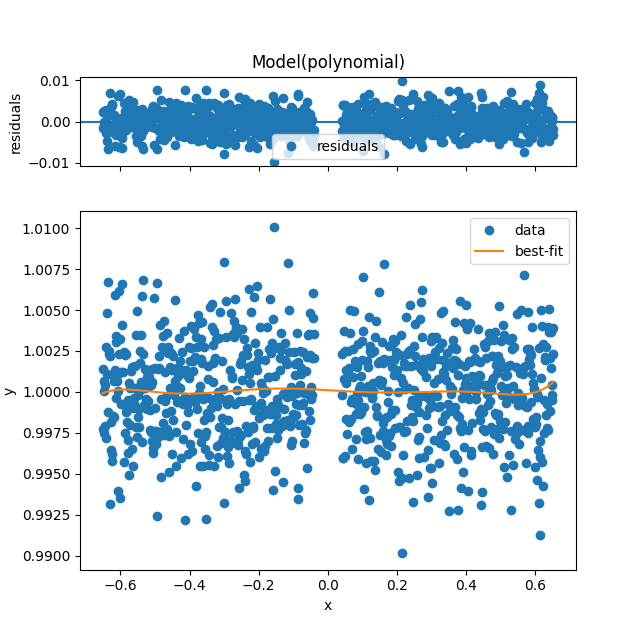 Model(polynomial)
0.01
0.00
−0.01
residuals
residuals
1.0100
1.0075
1.0050
1.0025
1.0000
0.9975
0.9950
0.9925
0.9900
y
data
best-fit
−0.6 −0.4 −0.2 0.0 0.2 0.4 0.6
x